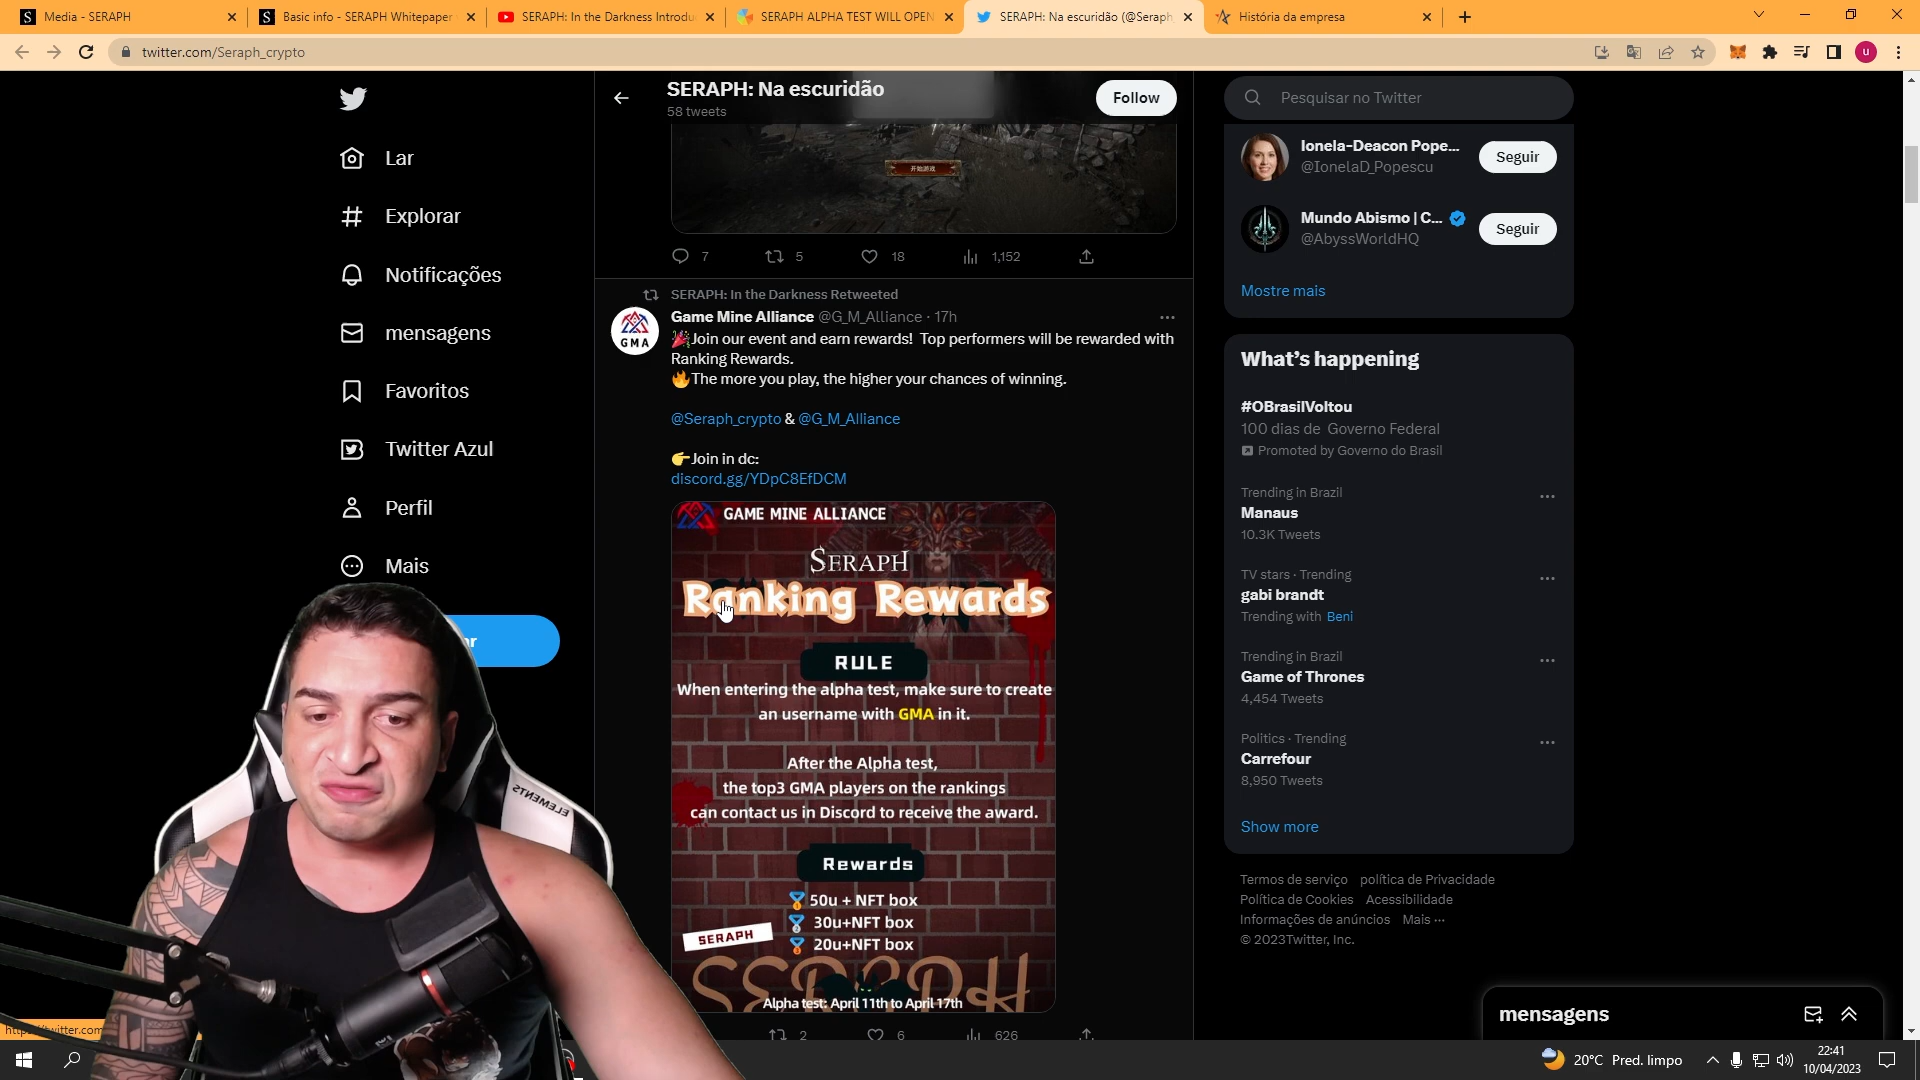 Media - SERAPH
Basic info - SERAPH Whitepaper
SERAPH: In the Darkness Introdu
SERAPH ALPHA TEST WILL OPEN
SERAPH: Na escuridão (@Seraph
História da empresa
twitter.com/Seraph_crypto
u
SERAPH: Na escuridão
58 tweets
Follow
Pesquisar no Twitter
Lar
Explorar
Notificações
mensagens
Favoritos
Twitter Azul
Perfil
Mais
ar
开始游戏
7
5
18
1,152
SERAPH: In the Darkness Retweeted
GMA
Game Mine Alliance @G_M_Alliance · 17h
Join our event and earn rewards! Top performers will be rewarded with
Ranking Rewards.
The more you play, the higher your chances of winning.
@Seraph_crypto & @G_M_Alliance
Join in dc:
discord.gg/YDpC8EfDCM
GAME MINE ALLIANCE
SERAPH
Ranking Rewards
RULE
When entering the alpha test, make sure to create
an username with GMA in it.
After the Alpha test,
the top3 GMA players on the rankings
can contact us in Discord to receive the award.
Rewards
50u + NFT box
30u+NFT box
20u+NFT box
SERAPH
SERAPH
Alpha test: April 11th to April 17th
2
6
626
Ionela-Deacon Pope...
@IonelaD_Popescu
Seguir
Mundo Abismo | C...
@AbyssWorldHQ
Seguir
Mostre mais
What's happening
#OBrasilVoltou
100 dias de Governo Federal
Promoted by Governo do Brasil
Trending in Brazil
Manaus
10.3K Tweets
TV stars · Trending
gabi brandt
Trending with Beni
Trending in Brazil
Game of Thrones
4,454 Tweets
Politics · Trending
Carrefour
8,950 Tweets
Show more
Termos de serviço política de Privacidade
Política de Cookies Acessibilidade
Informações de anúncios Mais ···
© 2023Twitter, Inc.
mensagens
ELEMENTS
https://twitter.com
20°C Pred. limpo
22:41
10/04/2023